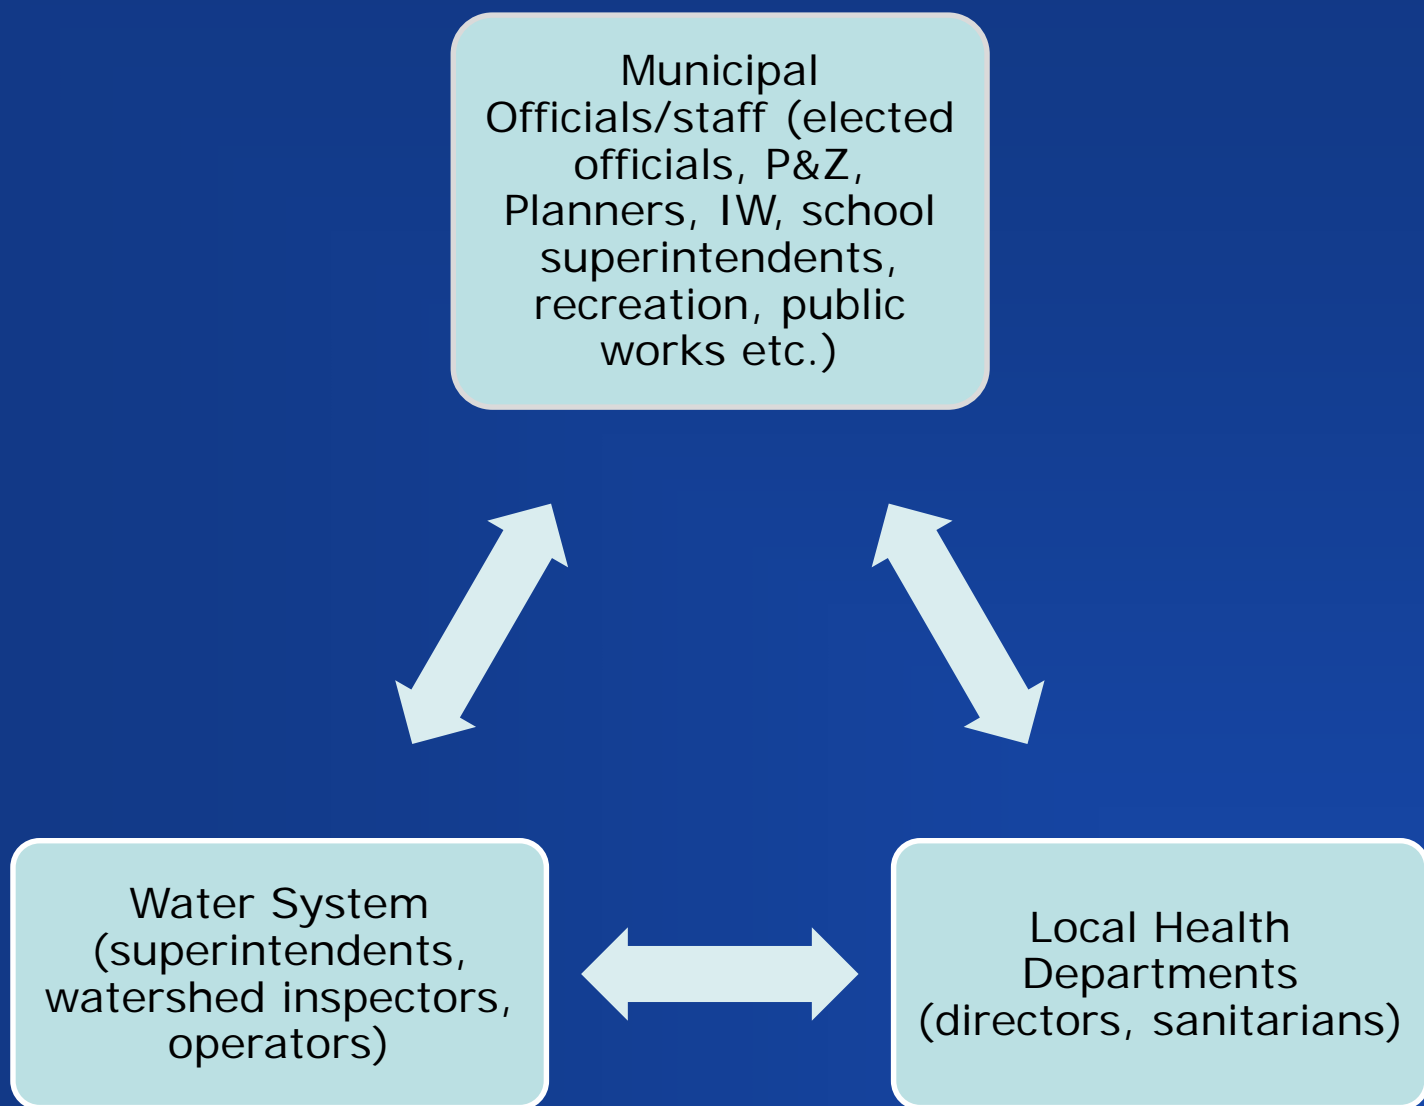 Municipal
Officials/staff (elected
officials, P&Z,
Planners, IW, school
superintendents,
recreation, public
works etc.)
Water System
(superintendents,
watershed inspectors,
operators)
Local Health
Departments
(directors, sanitarians)